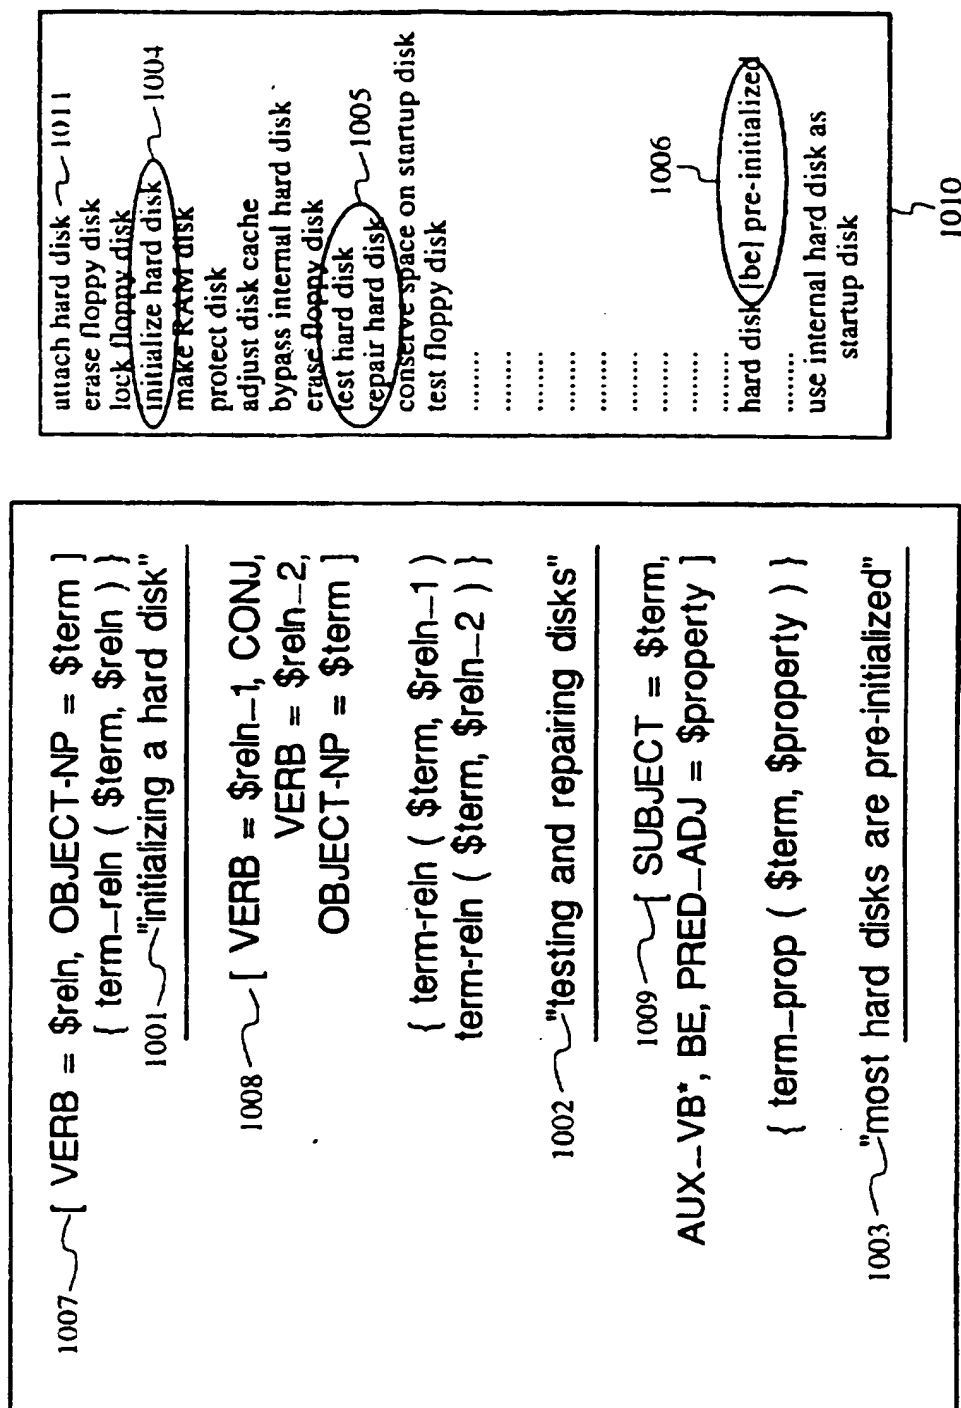 1007 [ VERB = $reln, OBJECT-NP = $term ]
{ term–reln ( $term, $reln ) }
1001 "initializing a hard disk"
1008 [ VERB = $reln–1, CONJ,
VERB = $reln–2,
OBJECT-NP = $term ]
{ term-reln ( $term, $reln–1 )
term-reln ( $term, $reln–2 ) }
1002 "testing and repairing disks"
1009 [ SUBJECT = $term,
AUX–VB*, BE, PRED–ADJ = $property ]
{ term–prop ( $term, $property ) }
1003 "most hard disks are pre-initialized"
attach hard disk 1011
erase floppy disk
lock floppy disk
initialize hard disk 1004
make RAM disk
protect disk
adjust disk cache
bypass internal hard disk
erase floppy disk
test hard disk
repair hard disk 1005
conserve space on startup disk
test floppy disk
........
........
........
........
........
........
........
........
1006
........
hard disk [be] pre-initialized
........
use internal hard disk as
startup disk
1010